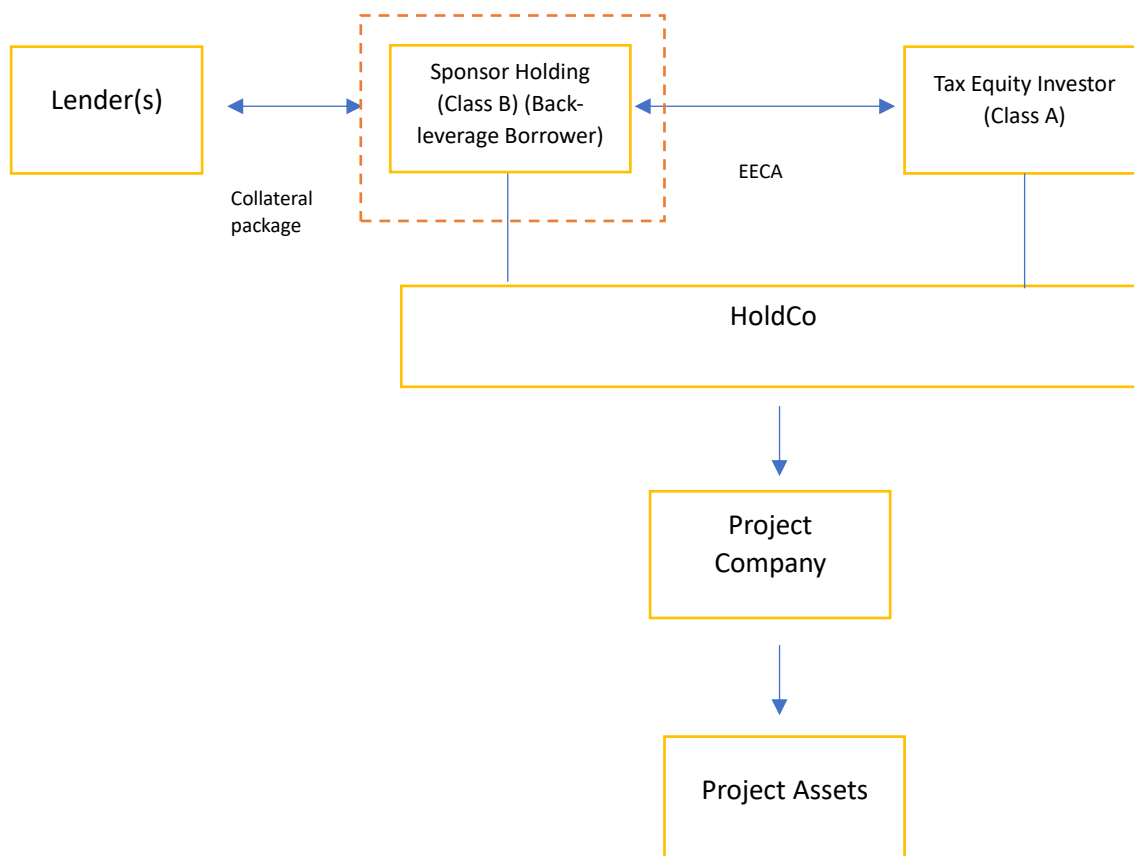 Lender(s)
Sponsor Holding
(Class B) (Back-
leverage Borrower)
Tax Equity Investor
(Class A)
Collateral
package
EECA
HoldCo
Project
Company
Project Assets